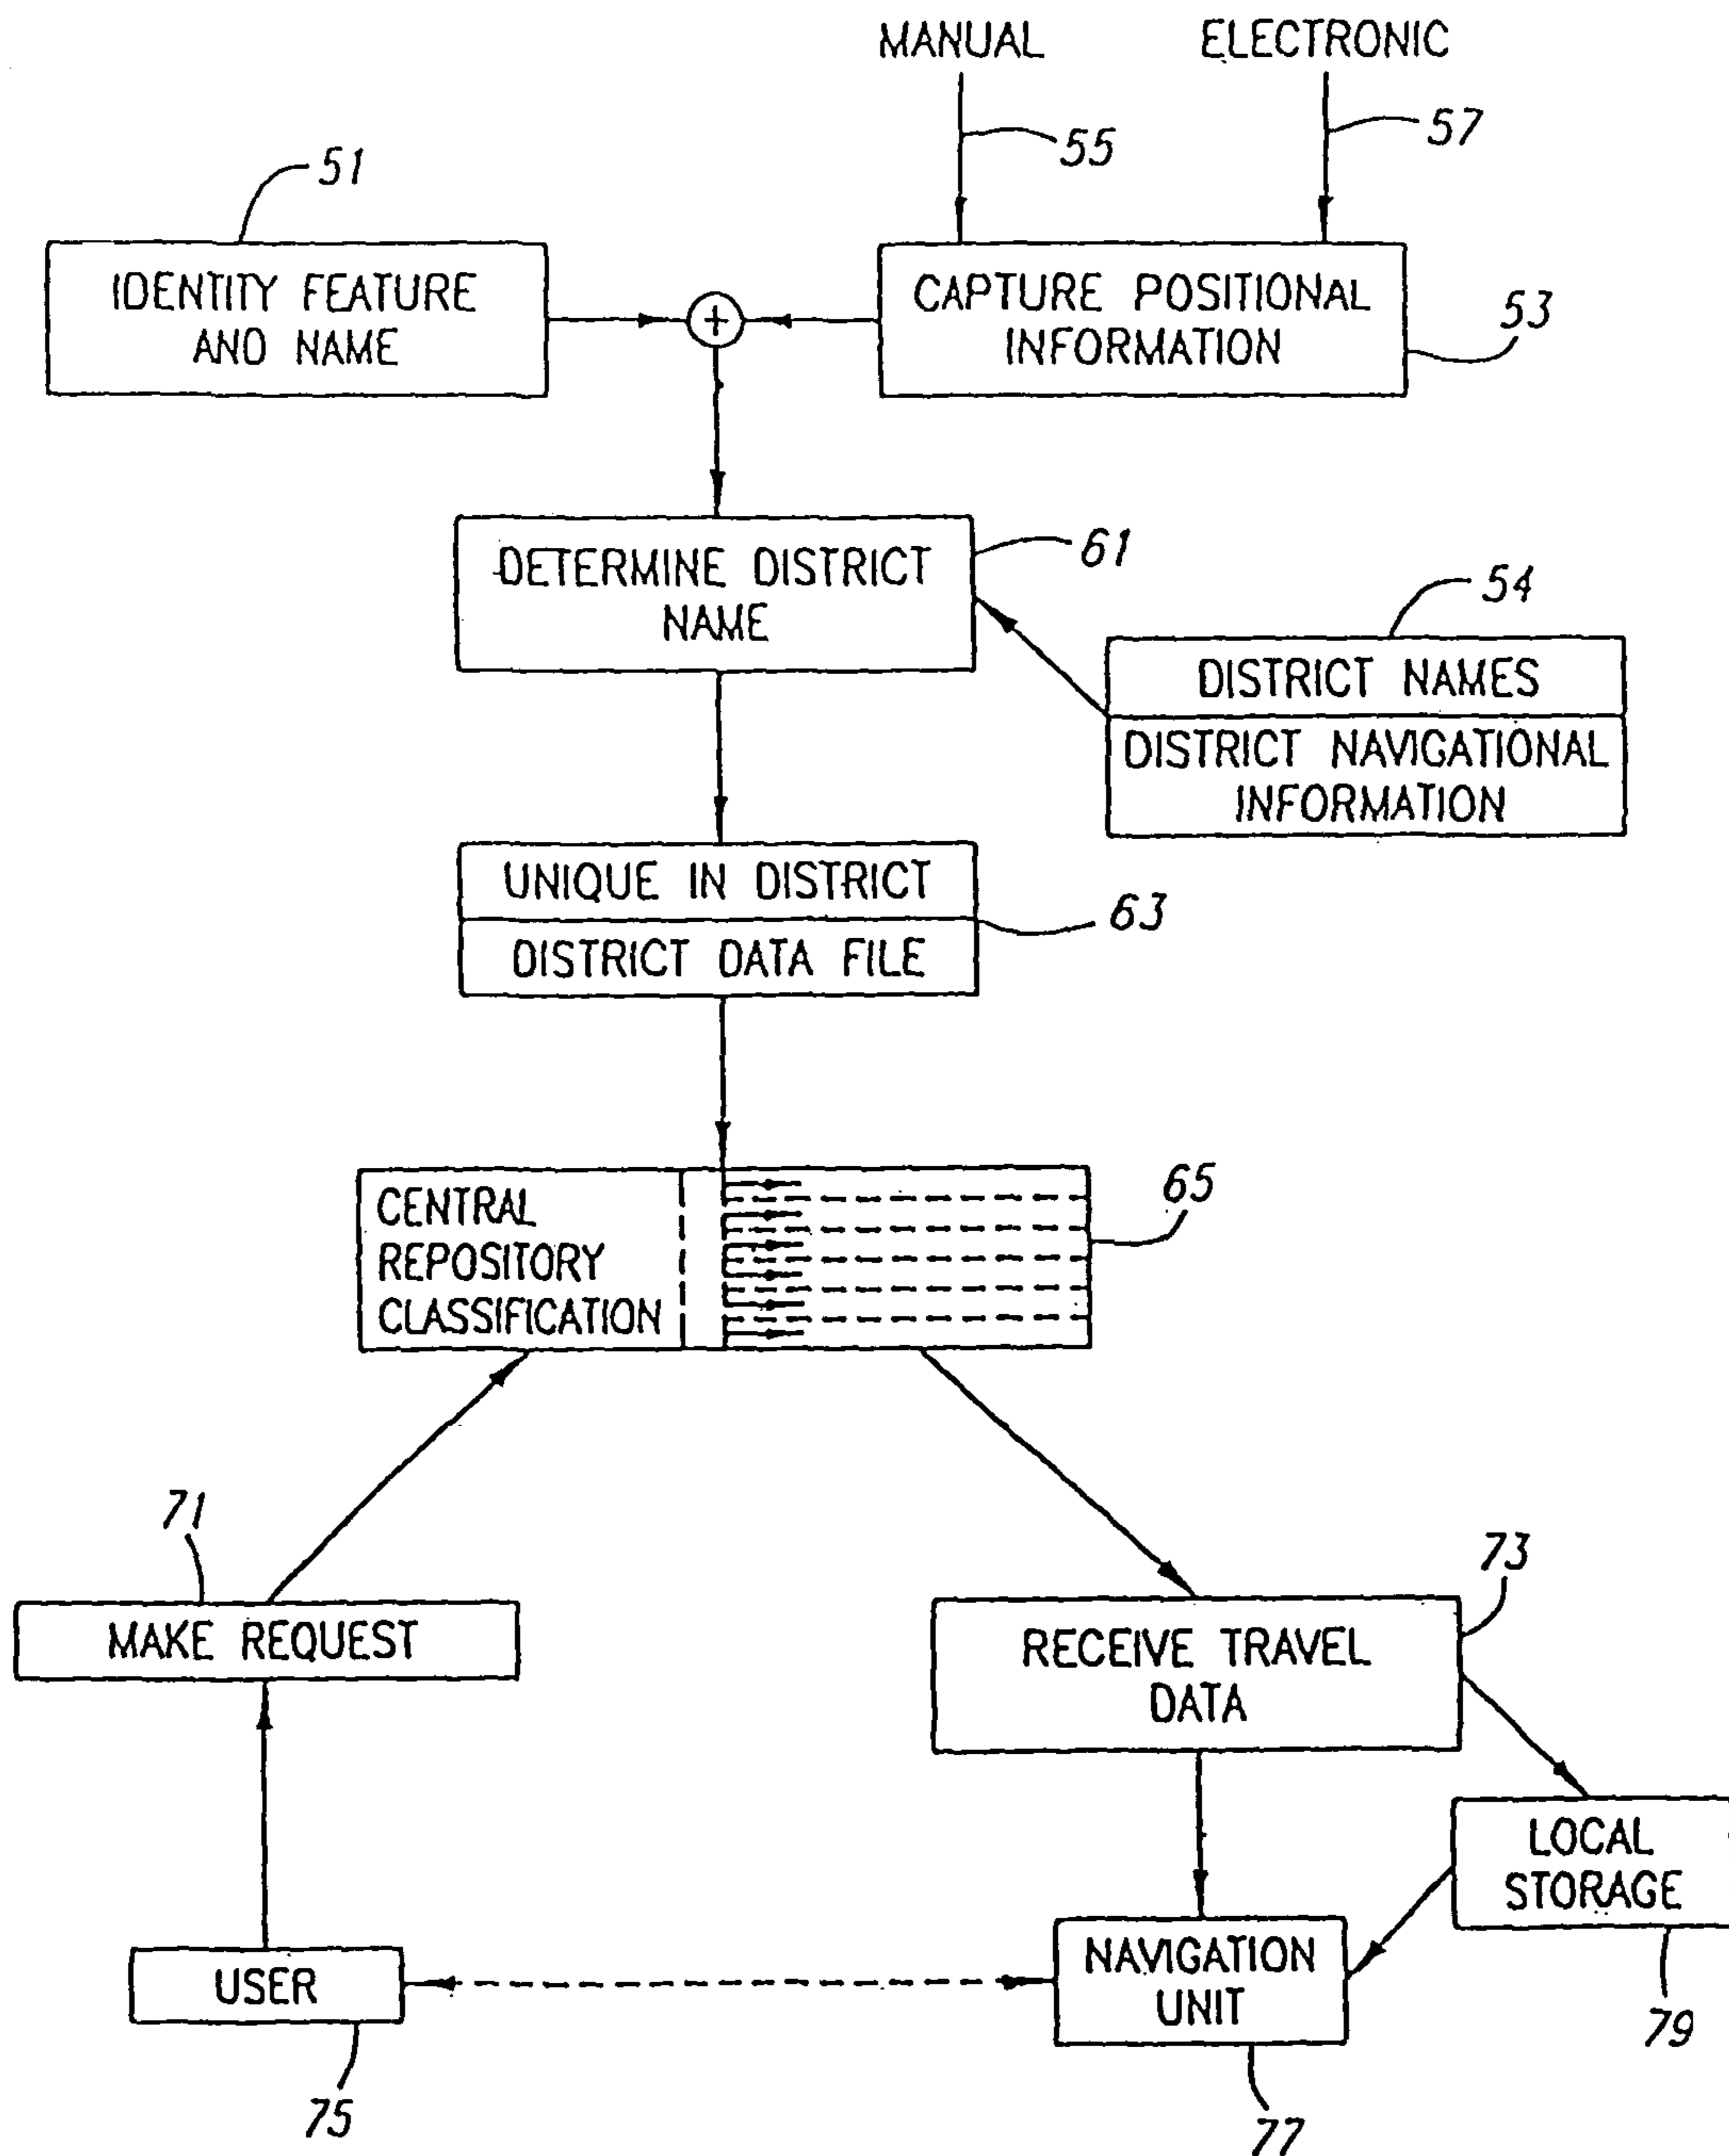 MANUAL
ELECTRONIC
55
57
51
IDENTITY FEATURE
AND NAME
CAPTURE POSITIONAL
INFORMATION
53
DETERMINE DISTRICT
NAME
61
54
DISTRICT NAMES
DISTRICT NAVIGATIONAL
INFORMATION
UNIQUE IN DISTRICT
DISTRICT DATA FILE
63
CENTRAL
REPOSITORY
CLASSIFICATION
65
71
MAKE REQUEST
73
RECEIVE TRAVEL
DATA
LOCAL
STORAGE
79
USER
75
NAVIGATION
UNIT
77